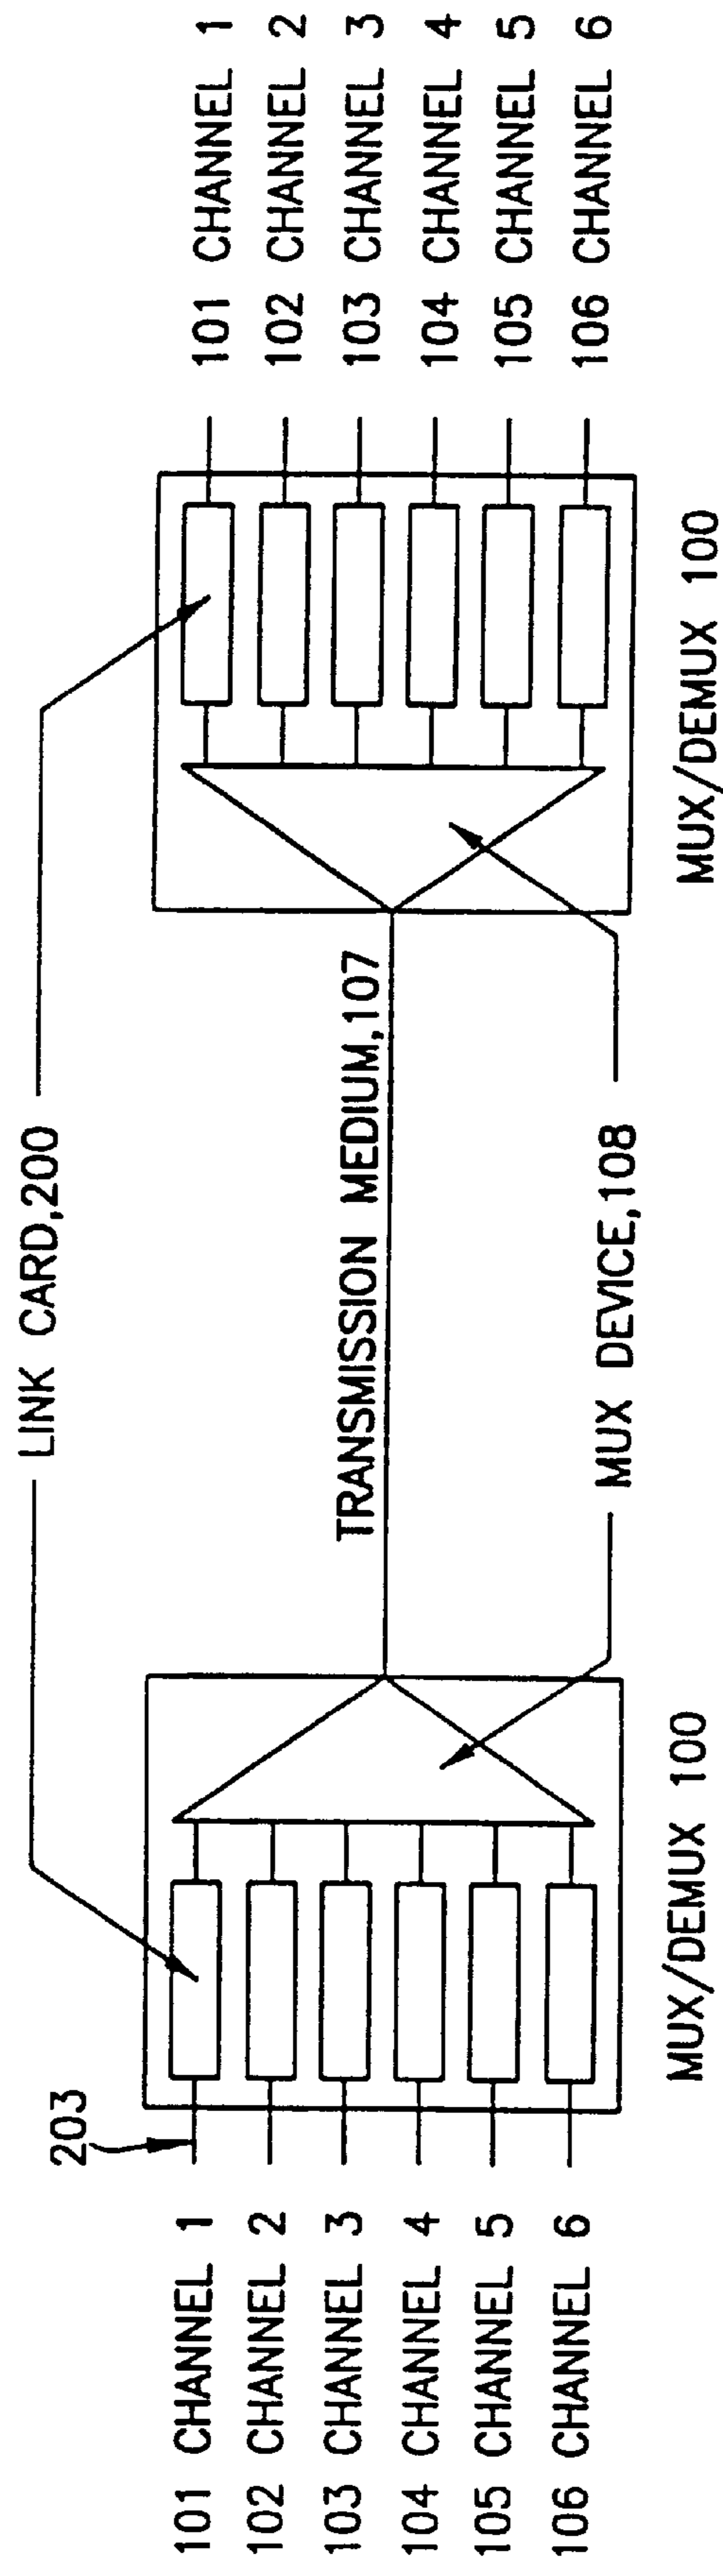 LINK CARD,200
203
101 CHANNEL 1
102 CHANNEL 2
103 CHANNEL 3
104 CHANNEL 4
105 CHANNEL 5
106 CHANNEL 6
TRANSMISSION MEDIUM,107
101 CHANNEL 1
102 CHANNEL 2
103 CHANNEL 3
104 CHANNEL 4
105 CHANNEL 5
106 CHANNEL 6
MUX DEVICE,108
MUX/DEMUX 100
MUX/DEMUX 100